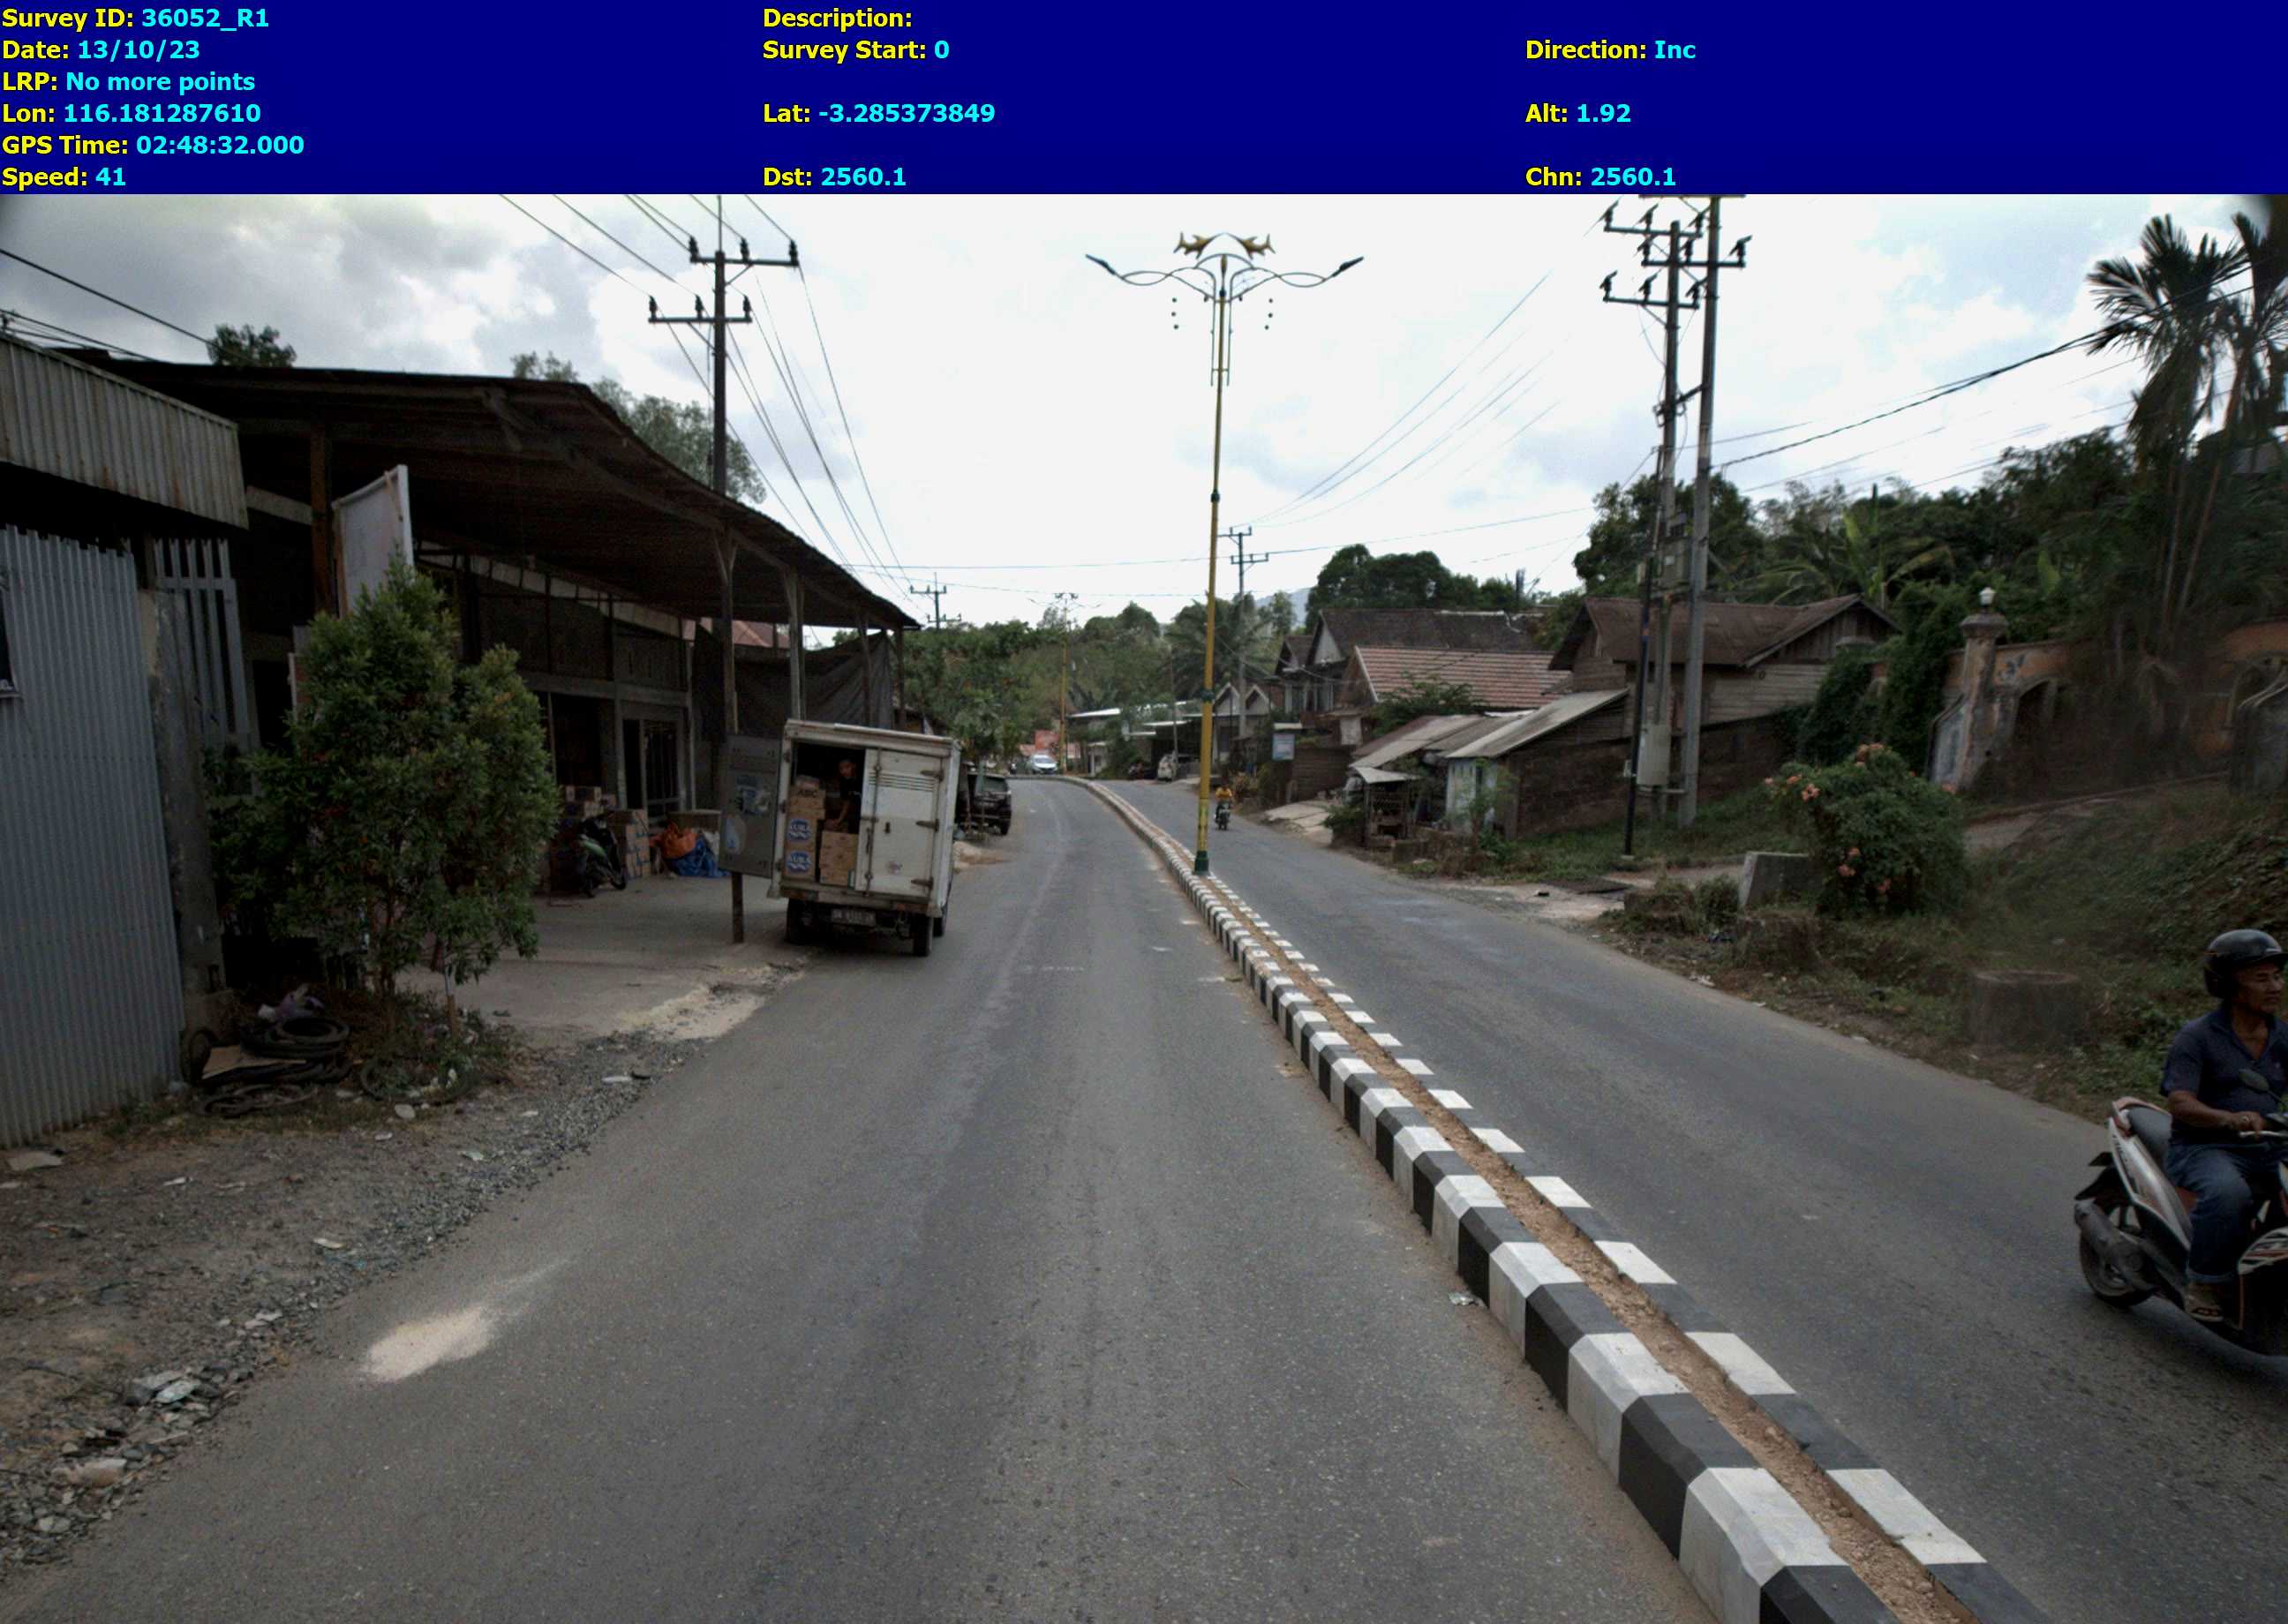 Survey ID: 36052_R1
Description:
Date: 13/10/23
Survey Start: 0
Direction: Inc
LRP: No more points
Lon: 116.181287610
Lat: -3.285373849
Alt: 1.92
GPS Time: 02:48:32.000
Speed: 41
Dst: 2560.1
Chn: 2560.1
ABC